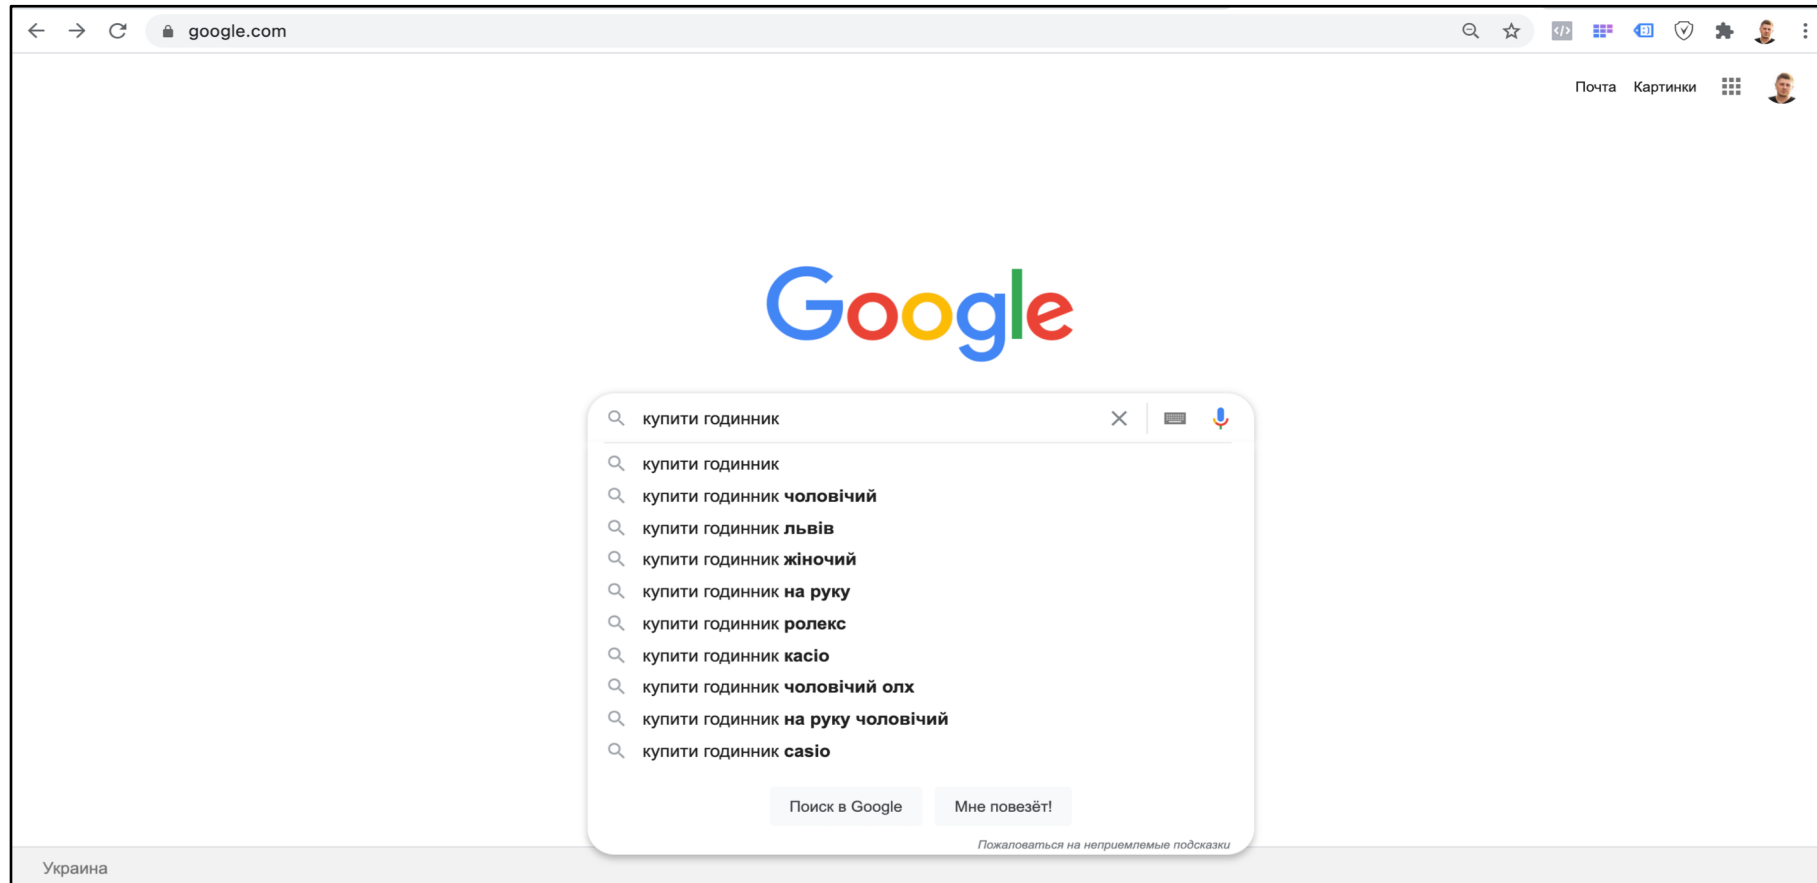 google.com
Почта Картинки
Google
купити годинник
купити годинник
купити годинник чоловічий
купити годинник львів
купити годинник жіночий
купити годинник на руку
купити годинник ролекс
купити годинник касіо
купити годинник чоловічий олх
купити годинник на руку чоловічий
купити годинник casio
Поиск в Google Мне повезёт!
Пожаловаться на неприемлемые подсказки
Украина